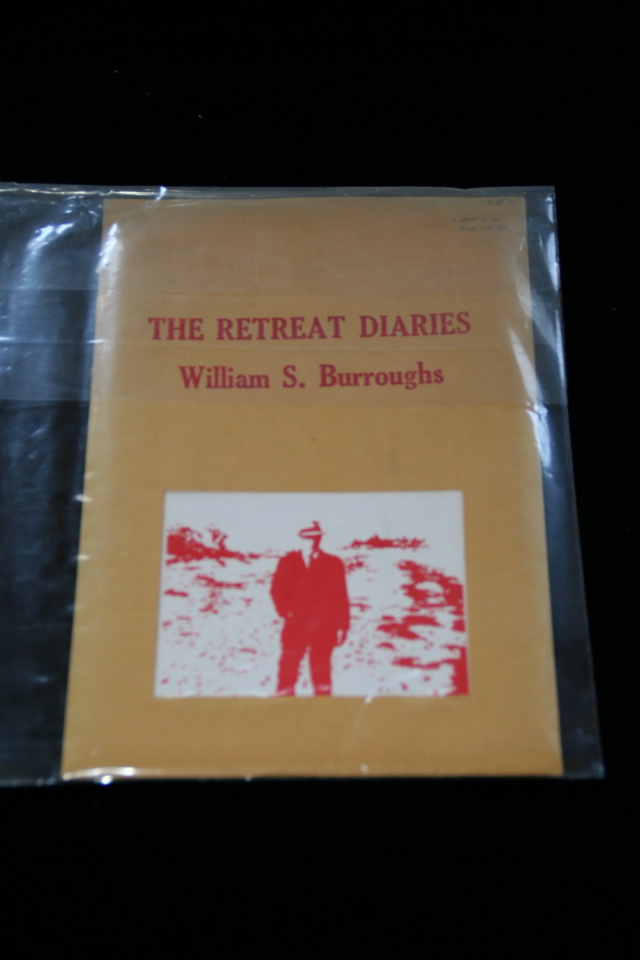 THE RETREAT DIARIES
William S. Burroughs